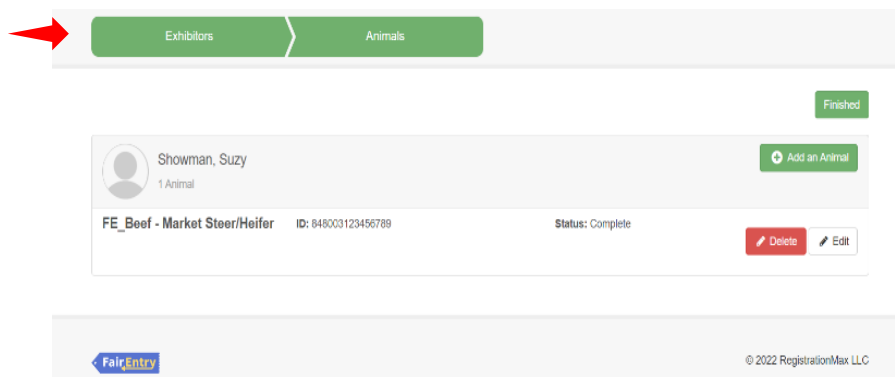 Exhibitors Animals
Finished
Showman, Suzy
1 Animal
Add an Animal
FE_Beef - Market Steer/Heifer ID: 848003123456789 Status: Complete
Delete Edit
FairEntry © 2022 RegistrationMax LLC